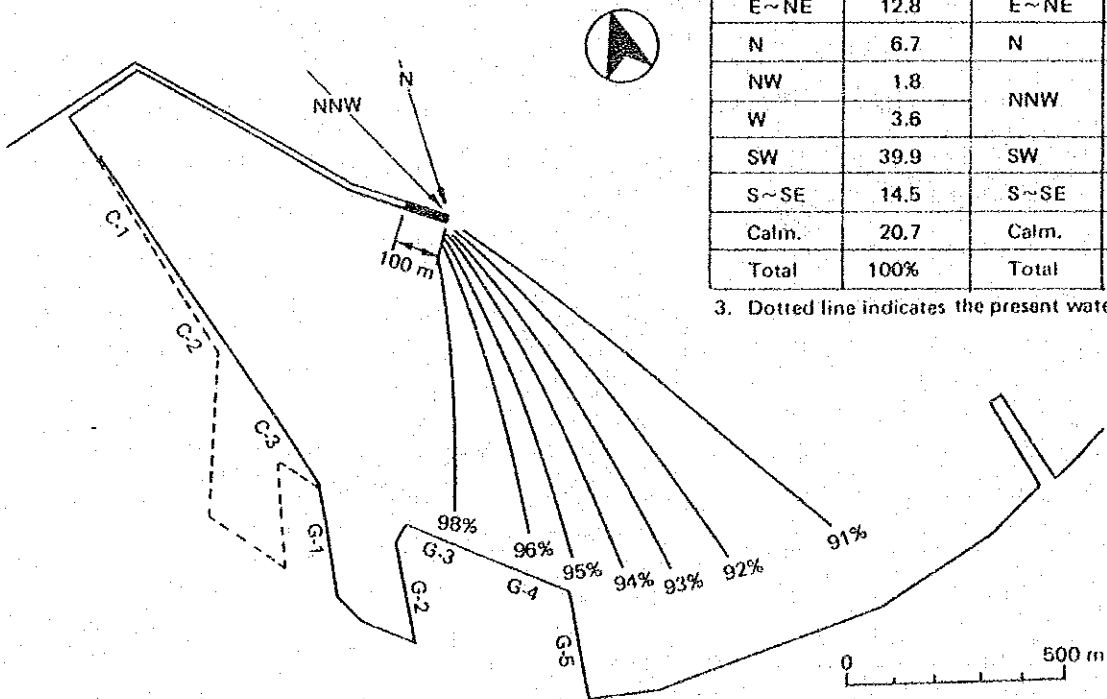 E~NE 12.8 E~NE
N 6.7 N
NW 1.8 NNW
W 3.6
SW 39.9 SW
S~SE 14.5 S~SE
Calm. 20.7 Calm.
Total 100% Total
3. Dotted line indicates the present wate
N
NNW
100 m
C-1
C-2
C-3
G-1
G-2
G-3
G-4
G-5
98%
96%
95%
94%
93%
92%
91%
0 500 m